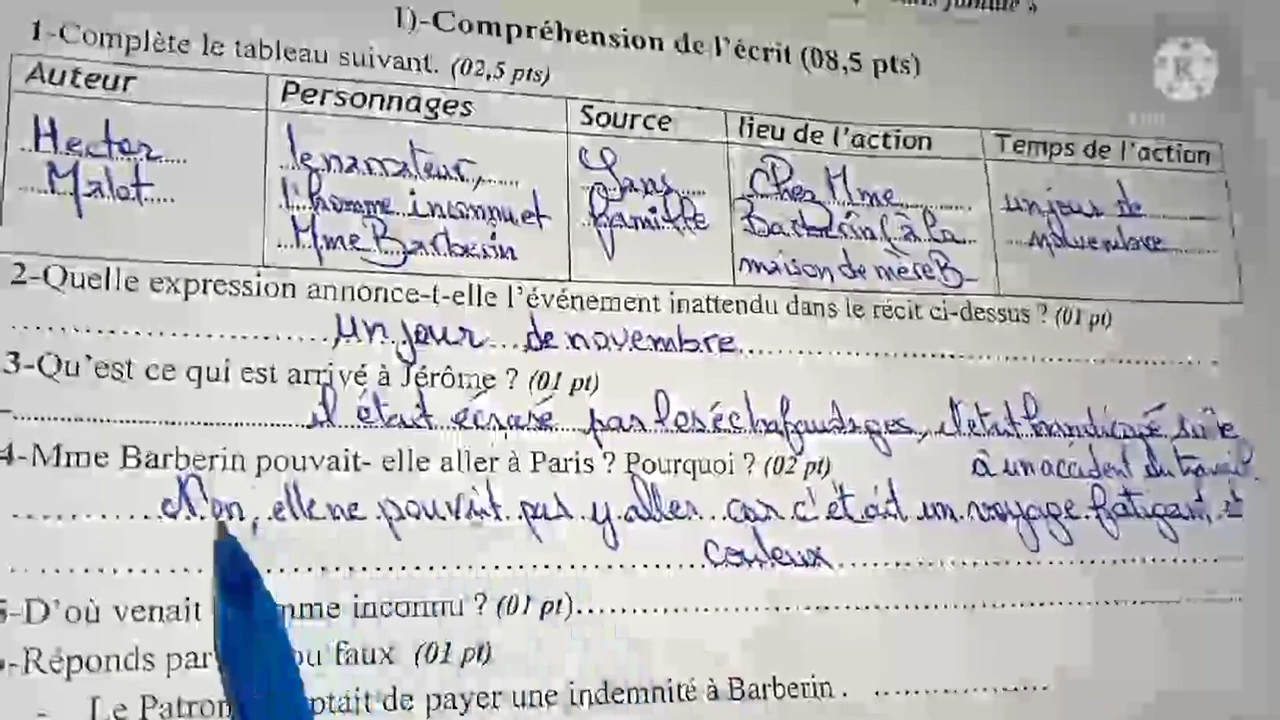 I)-Compréhension de l'écrit (08,5 pts)
1-Complète le tableau suivant. (02,5 pts)
Auteur Personnages Source lieu de l'action Temps de l'action
Hector Malot
le narrateur, l'homme inconnu et Mme Barberin
Sans famille
Chez Mme Barberin (à la maison de mère B
un jour de novembre
2-Quelle expression annonce-t-elle l'événement inattendu dans le récit ci-dessus ? (01 pt)
un jour de novembre
3-Qu'est ce qui est arrivé à Jérôme ? (01 pt)
il était écrasé par les échafaudages, il était handicapé suite
à un accident du travail.
4-Mme Barberin pouvait- elle aller à Paris ? Pourquoi ? (02 pt)
Non, elle ne pouvait pas y aller car c'était un voyage fatigant, et
couteux
5-D'où venait inconnu ? (01 pt)
-Réponds par ou faux (01 pt)
- Le Patron de payer une indemnité à Barberin .